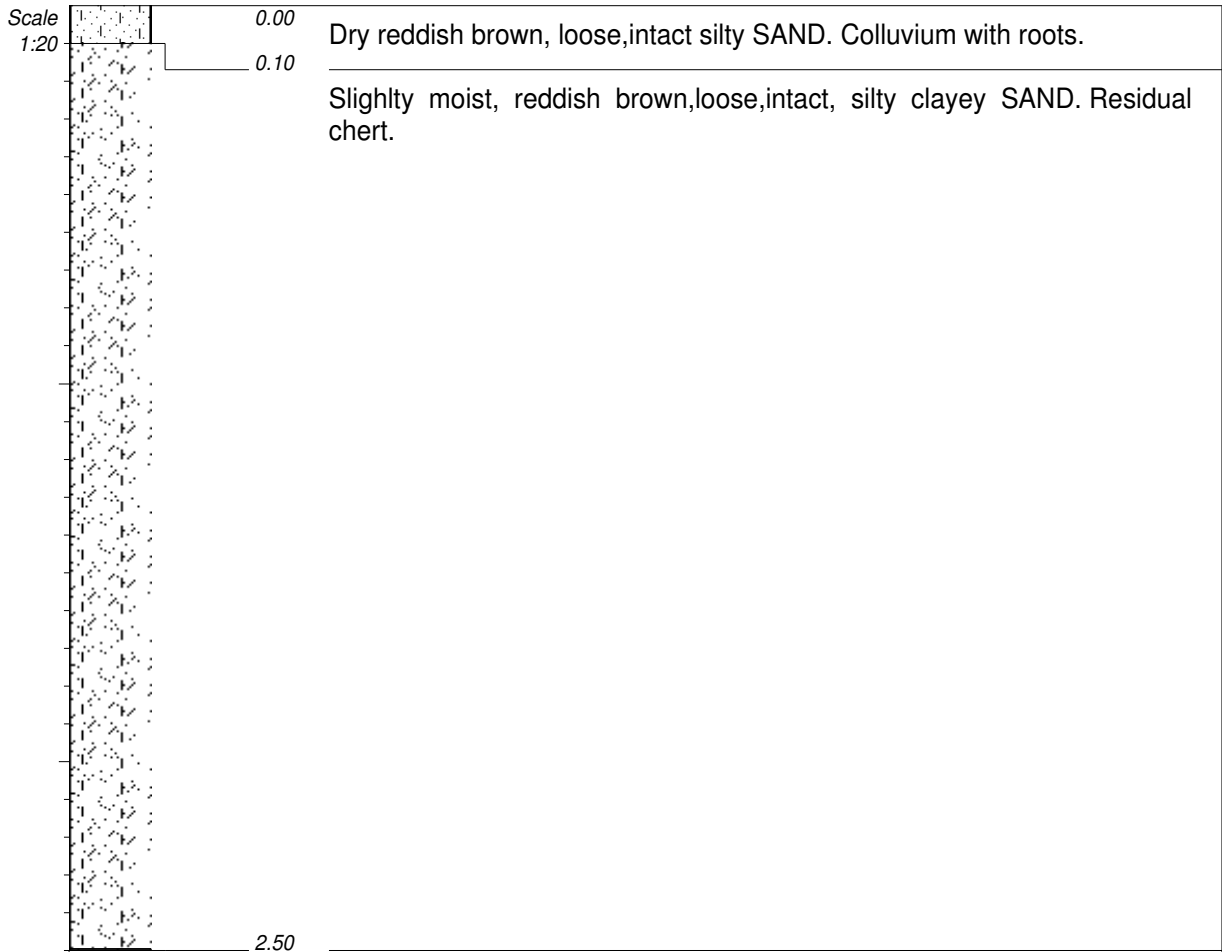 Scale
1:20
0.00
Dry reddish brown, loose,intact silty SAND. Colluvium with roots.
0.10
Slighlty moist, reddish brown,loose,intact, silty clayey SAND. Residual
chert.
2.50